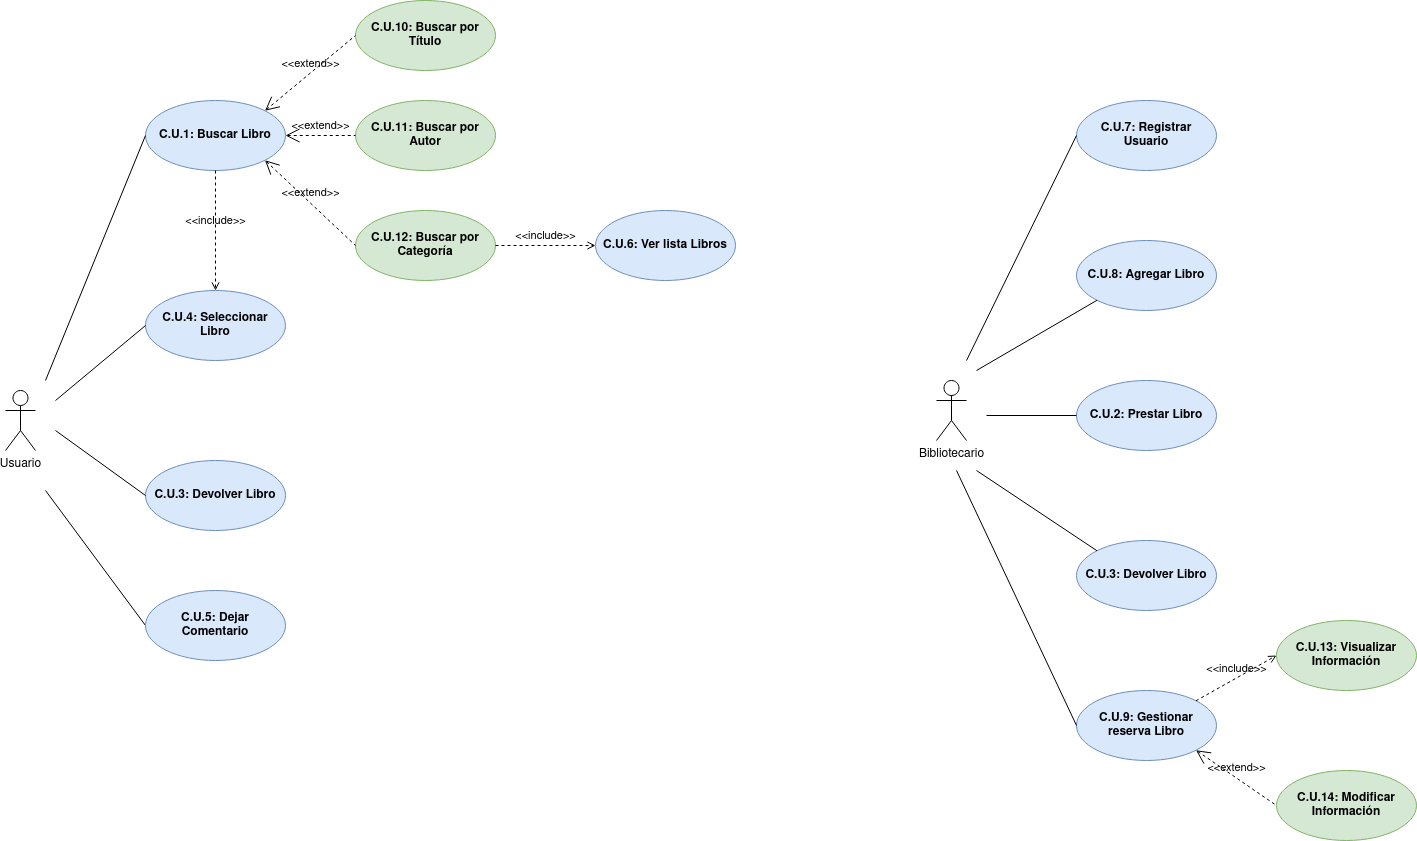 C.U.10: Buscar por
Título
<<extend>>
C.U.1: Buscar Libro
<<extend>>
C.U.11: Buscar por
Autor
<<extend>>
<<include>>
C.U.12: Buscar por
Categoría
<<include>>
C.U.6: Ver lista Libros
C.U.4: Seleccionar
Libro
Usuario
C.U.3: Devolver Libro
C.U.5: Dejar
Comentario
C.U.7: Registrar
Usuario
C.U.8: Agregar Libro
C.U.2: Prestar Libro
Bibliotecario
C.U.3: Devolver Libro
C.U.13: Visualizar
Información
<<include>>
C.U.9: Gestionar
reserva Libro
<<extend>>
C.U.14: Modificar
Información